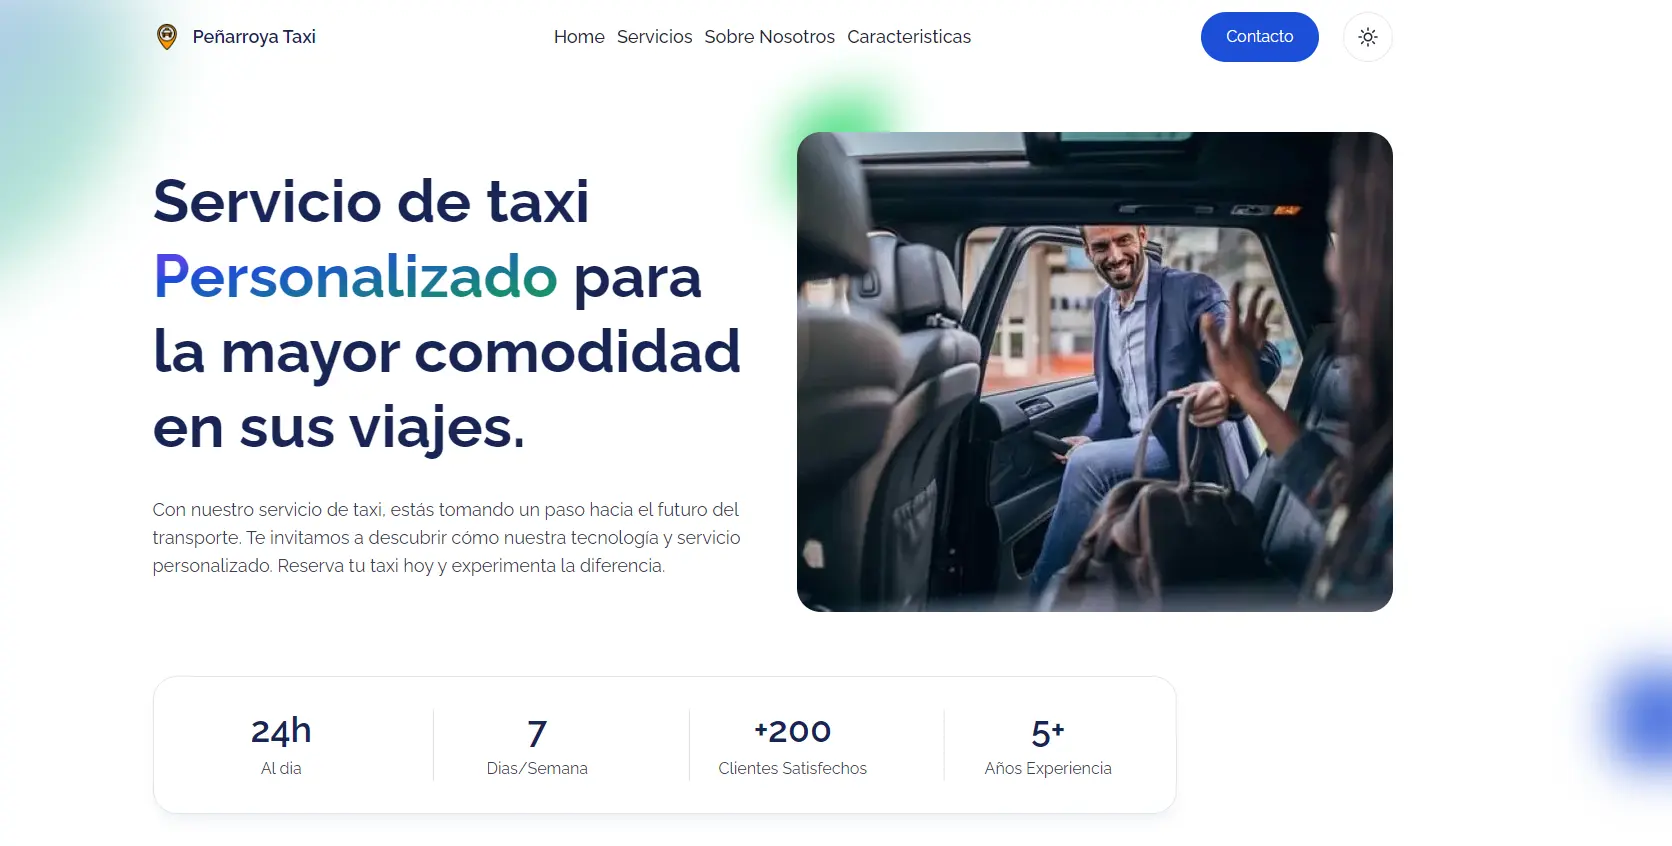 Peñarroya Taxi
Home Servicios Sobre Nosotros Caracteristicas
Contacto
Servicio de taxi
Personalizado para
la mayor comodidad
en sus viajes.
Con nuestro servicio de taxi, estás tomando un paso hacia el futuro del
transporte. Te invitamos a descubrir cómo nuestra tecnología y servicio
personalizado. Reserva tu taxi hoy y experimenta la diferencia.
24h
Al dia
7
Dias/Semana
+200
Clientes Satisfechos
5+
Años Experiencia